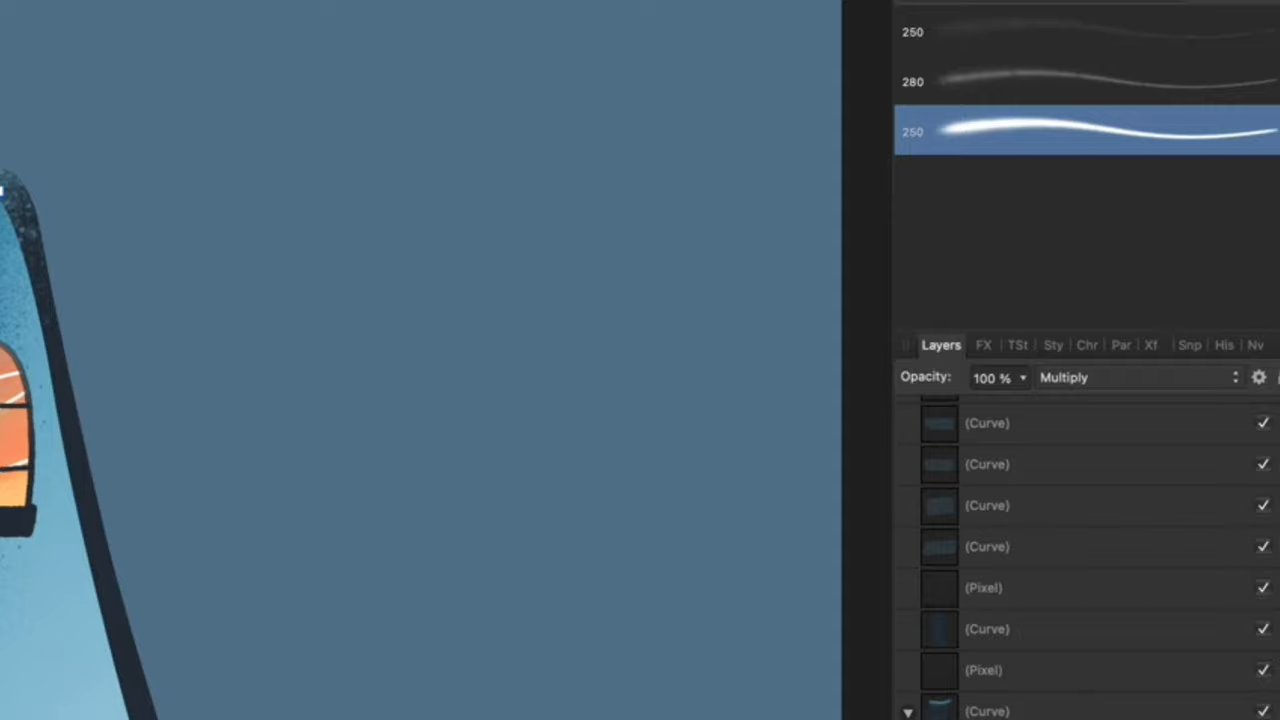 250
280
250
Layers FX TSt Sty Chr Par Xf Snp His Nv
Opacity: 100 % Multiply
(Curve)
(Curve)
(Curve)
(Curve)
(Pixel)
(Curve)
(Pixel)
(Curve)